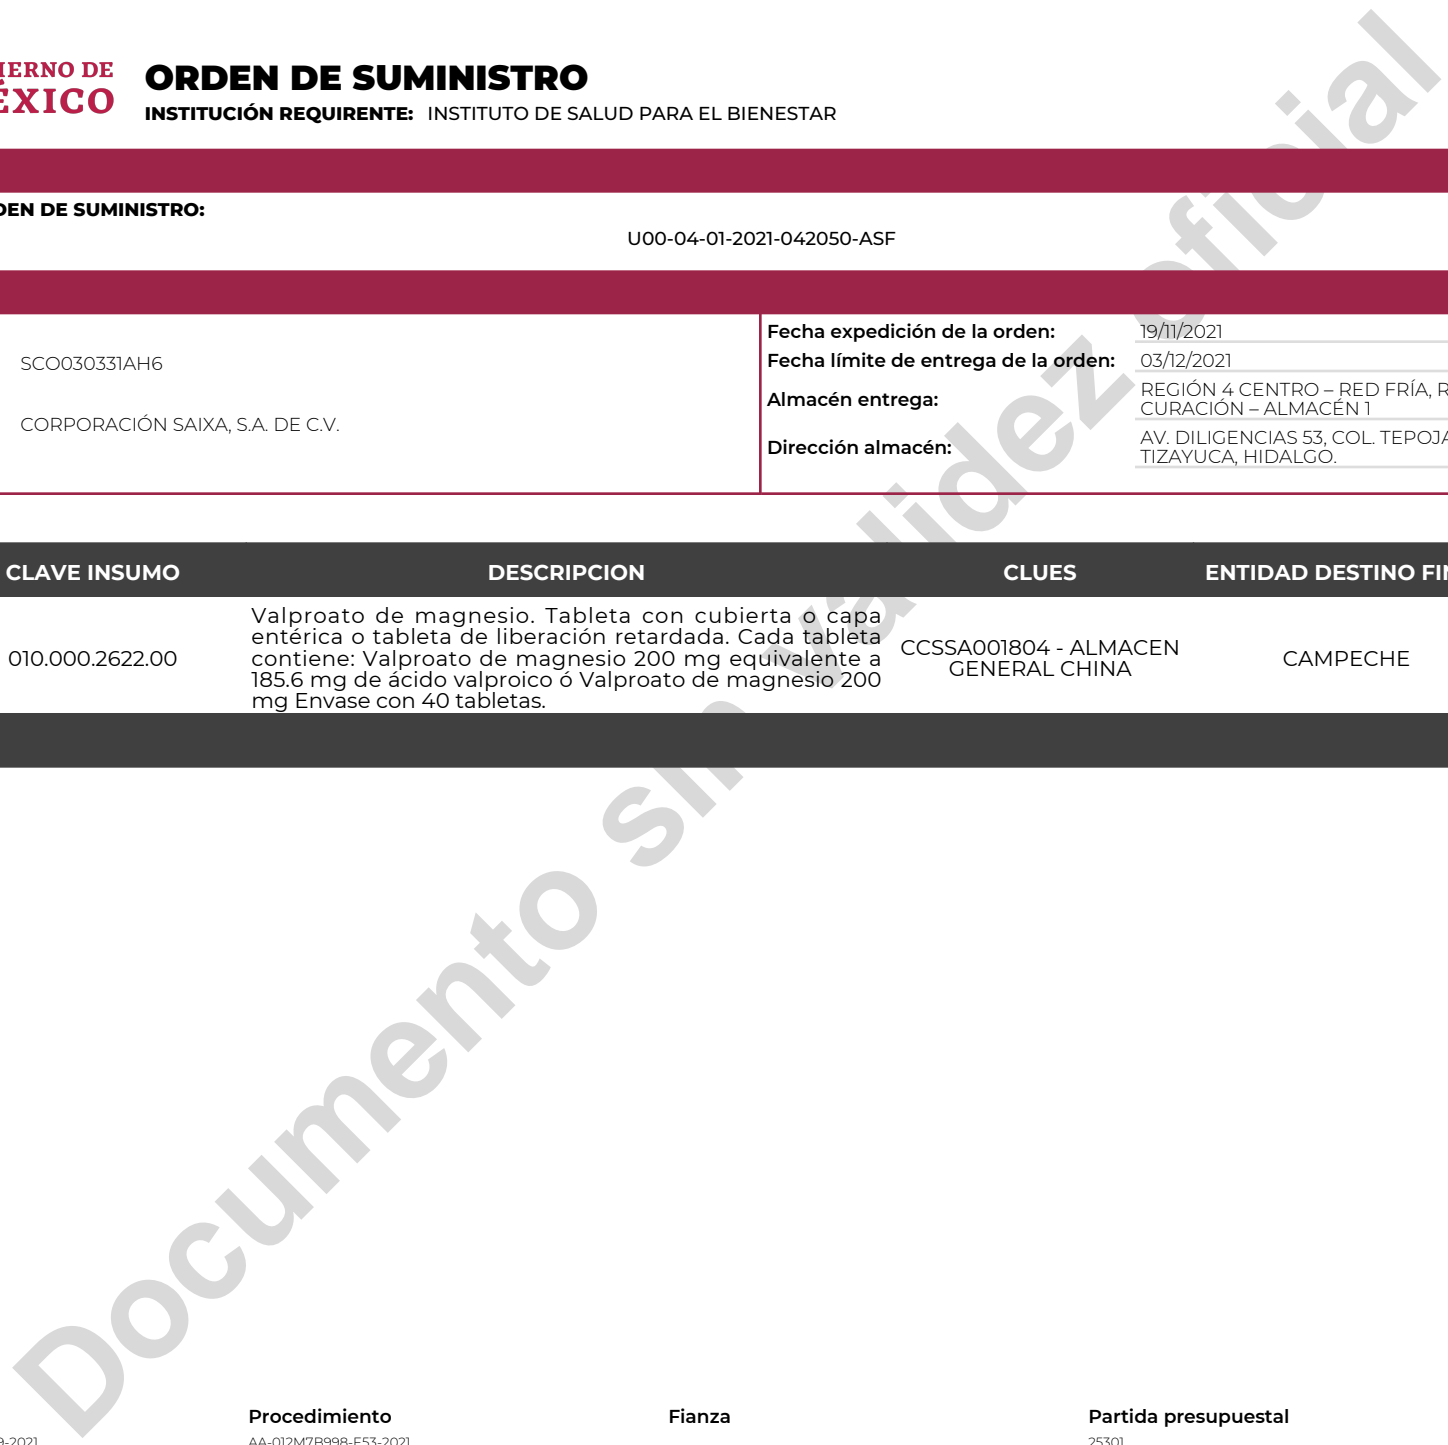 ORDEN DE SUMINISTRO
INSTITUCIÓN REQUIRENTE: INSTITUTO DE SALUD PARA EL BIENESTAR
DE SUMINISTRO:
U00-04-01-2021-042050-ASF
SCO030331AH6
CORPORACIÓN SAIXA, S.A. DE C.V.
Fecha expedición de la orden: 19/11/2021
Fecha límite de entrega de la orden: 03/12/2021
Almacén entrega: REGIÓN 4 CENTRO – RED FRÍA,
CURACIÓN – ALMACÉN 1
Dirección almacén: AV. DILIGENCIAS 53, COL.
TIZAYUCA, HIDALGO.
CLAVE INSUMO DESCRIPCION CLUES ENTIDAD DESTINO
010.000.2622.00
Valproato de magnesio. Tableta con cubierta o capa
entérica o tableta de liberación retardada. Cada tableta
contiene: Valproato de magnesio 200 mg equivalente a
185.6 mg de ácido valproico ó Valproato de magnesio 200
mg Envase con 40 tabletas.
CCSSA001804 - ALMACEN
GENERAL CHINA
CAMPECHE
Documento sin validez oficial
Procedimiento Fianza Partida presupuestal